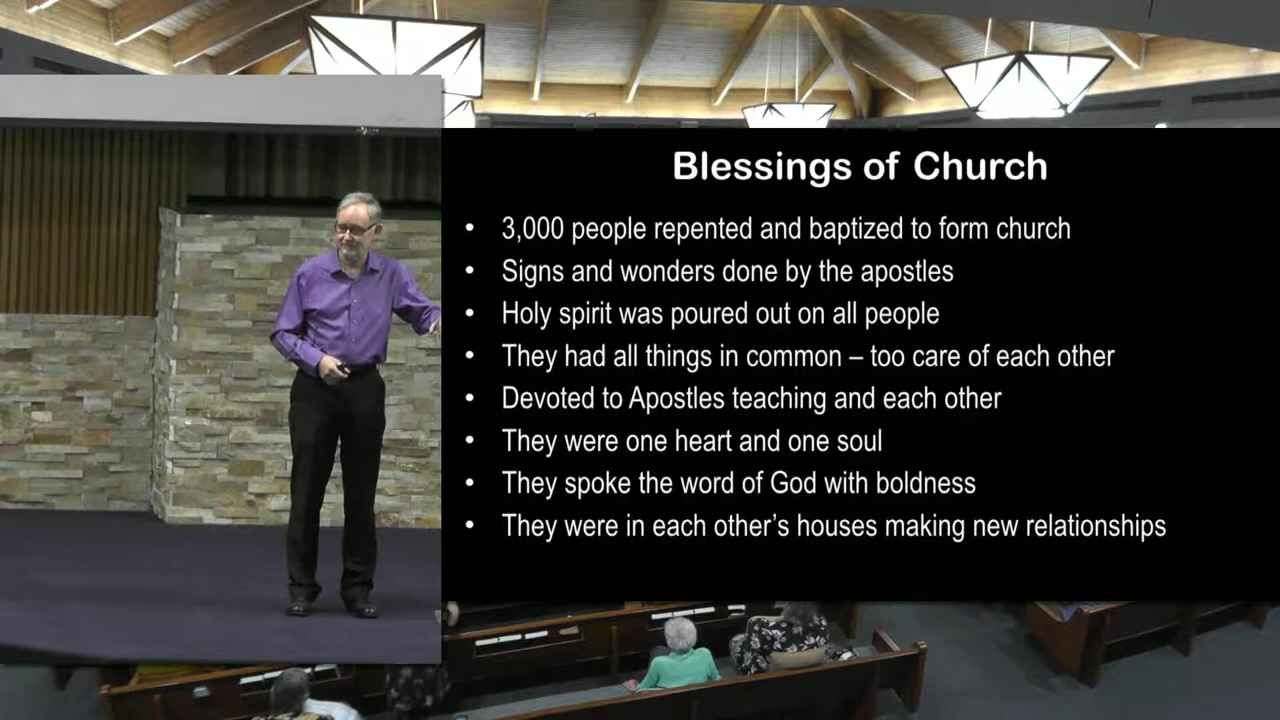 Blessings of Church
• 3,000 people repented and baptized to form church
• Signs and wonders done by the apostles
• Holy spirit was poured out on all people
• They had all things in common – too care of each other
• Devoted to Apostles teaching and each other
• They were one heart and one soul
• They spoke the word of God with boldness
• They were in each other’s houses making new relationships